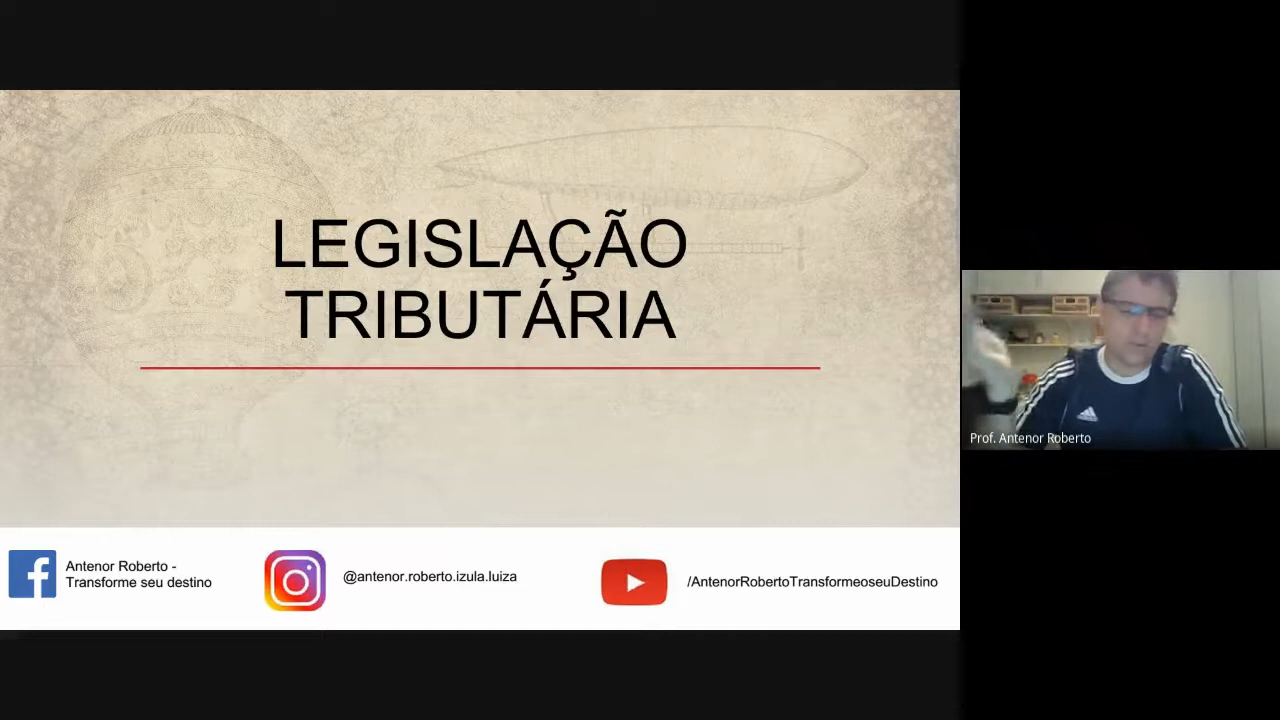 LEGISLAÇÃO
TRIBUTÁRIA
Antenor Roberto -
Transforme seu destino
@antenor.roberto.izula.luiza
/AntenorRobertoTransformeoseuDestino
Prof. Antenor Roberto